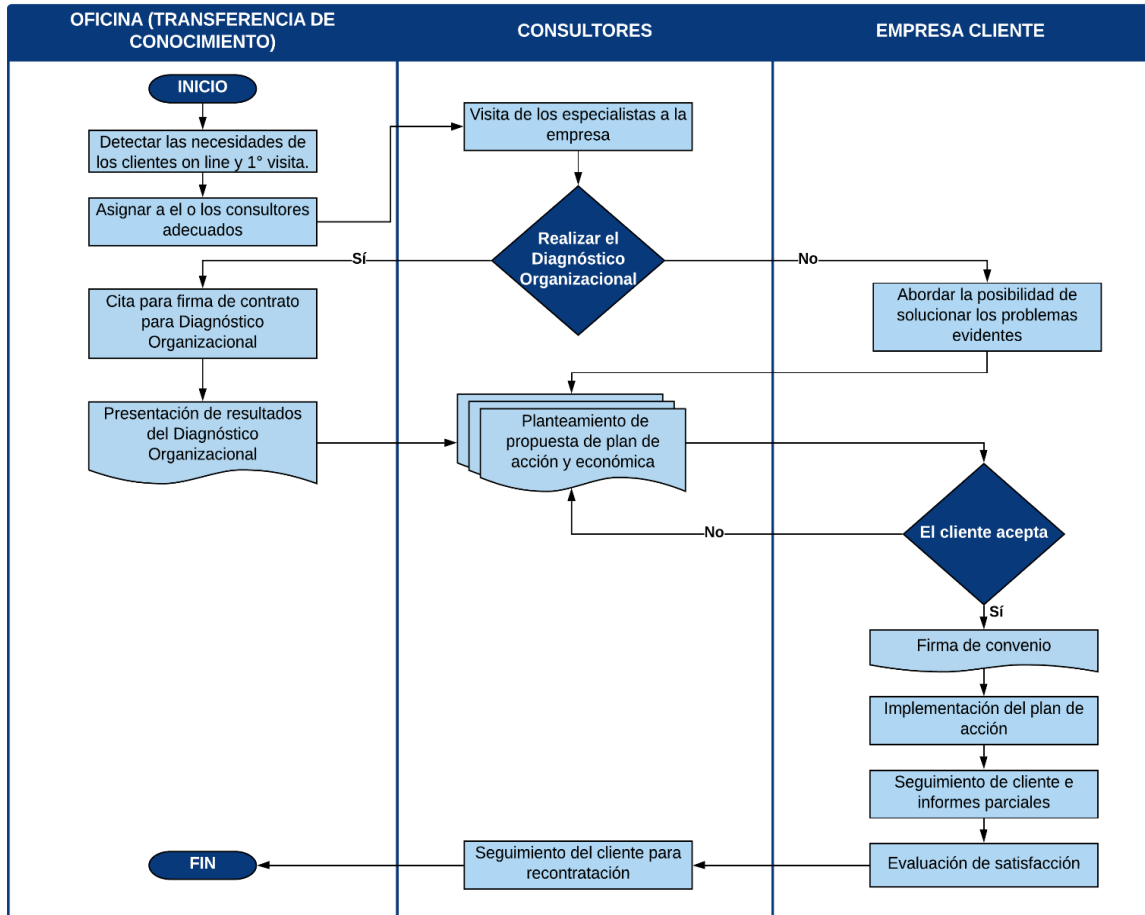 OFICINA (TRANSFERENCIA DE
CONOCIMIENTO)
CONSULTORES
EMPRESA CLIENTE
INICIO
Detectar las necesidades de
los clientes on line y 1° visita.
Asignar a el o los consultores
adecuados
Visita de los especialistas a la
empresa
Realizar el
Diagnóstico
Organizacional
Sí
No
Cita para firma de contrato
para Diagnóstico
Organizacional
Abordar la posibilidad de
solucionar los problemas
evidentes
Presentación de resultados
del Diagnóstico
Organizacional
Planteamiento de
propuesta de plan de
acción y económica
El cliente acepta
No
Sí
Firma de convenio
Implementación del plan de
acción
Seguimiento de cliente e
informes parciales
Evaluación de satisfacción
Seguimiento del cliente para
recontratación
FIN